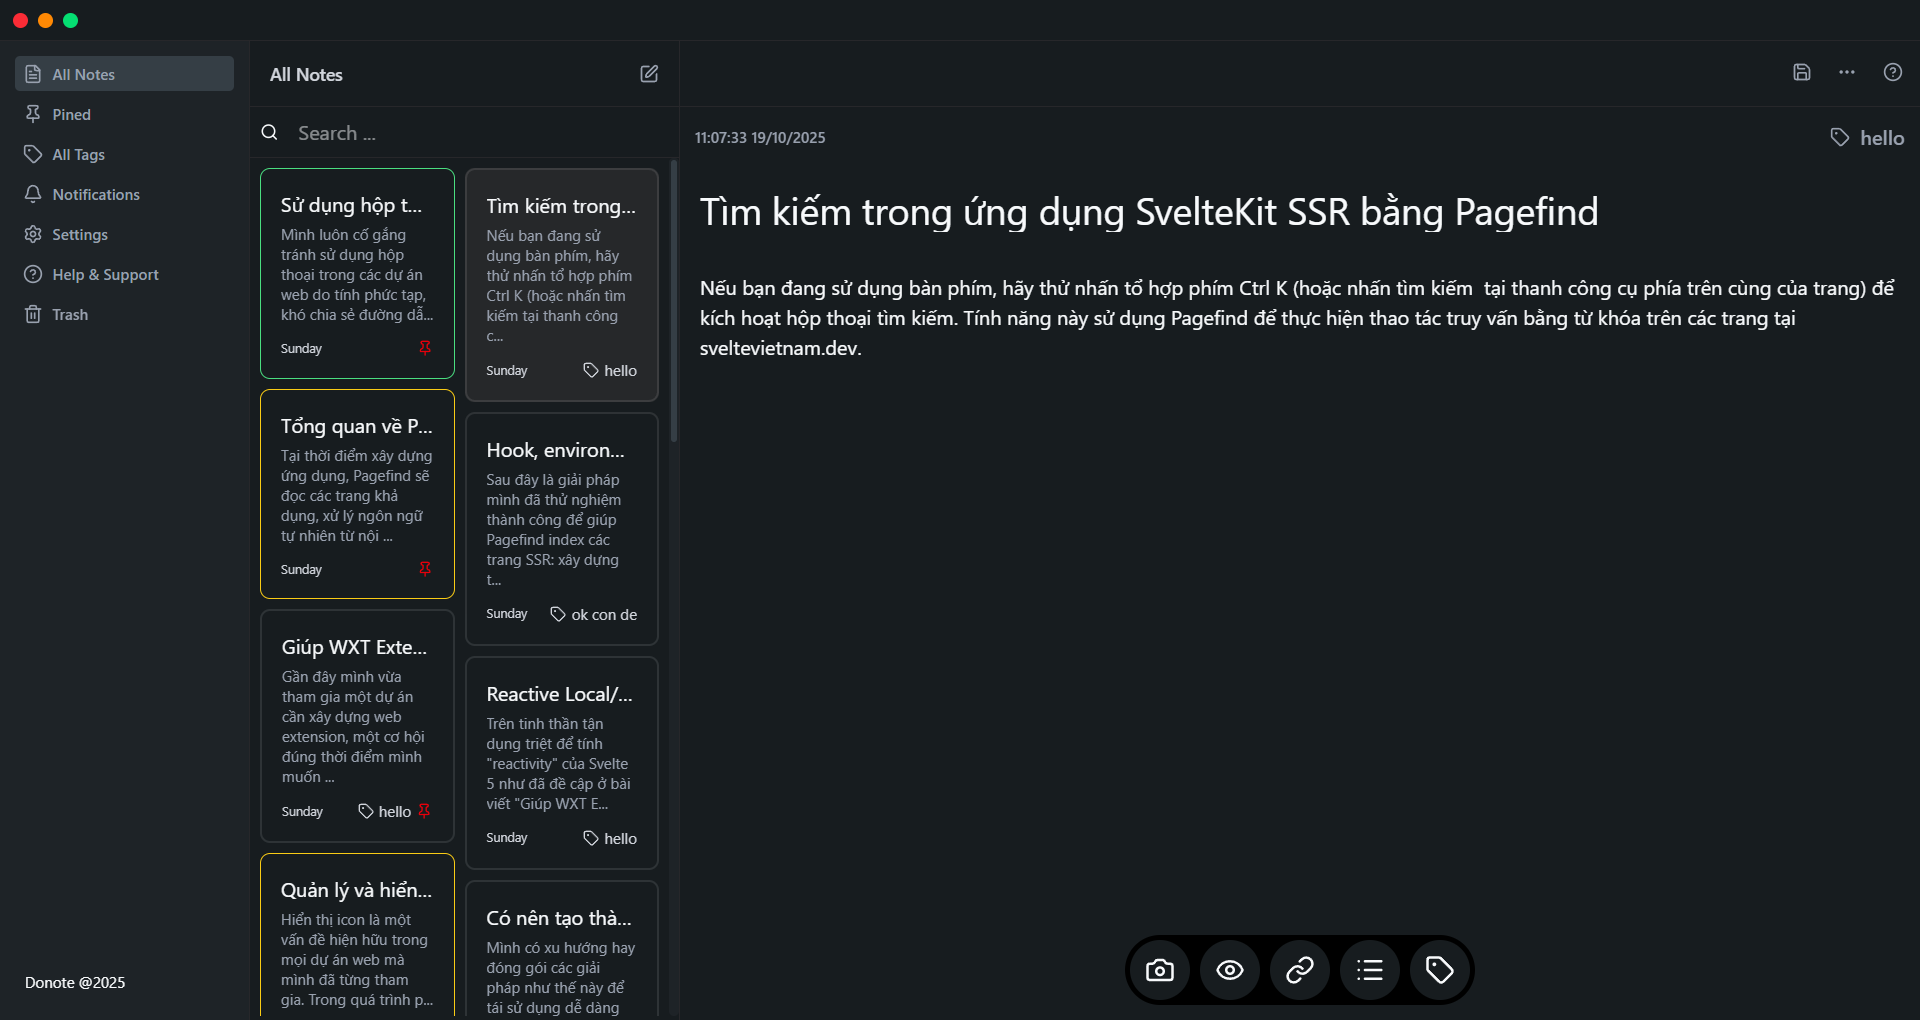 All Notes
Pined
All Tags
Notifications
Settings
Help & Support
Trash
Donote @2025
All Notes
Search ...
Sử dụng hộp t...
Mình luôn cố gắng
tránh sử dụng hộp
thoại trong các dự án
web do tính phức tạp,
khó chia sẻ đường dẫ...
Sunday
Tổng quan về P...
Tại thời điểm xây dựng
ứng dụng, Pagefind sẽ
đọc các trang khả
dụng, xử lý ngôn ngữ
tự nhiên từ nội ...
Sunday
Giúp WXT Exte...
Gần đây mình vừa
tham gia một dự án
cần xây dựng web
extension, một cơ hội
đúng thời điểm mình
muốn ...
Sunday
hello
Quản lý và hiển...
Hiển thị icon là một
vấn đề hiện hữu trong
mọi dự án web mà
mình đã từng tham
gia. Trong quá trình p...
Tìm kiếm trong...
Nếu bạn đang sử
dụng bàn phím, hãy
thử nhấn tổ hợp phím
Ctrl K (hoặc nhấn tìm
kiếm tại thanh công
c...
Sunday
hello
Hook, environ...
Sau đây là giải pháp
mình đã thử nghiệm
thành công để giúp
Pagefind index các
trang SSR: xây dựng
t...
Sunday
ok con de
Reactive Local/...
Trên tinh thần tận
dụng triệt để tính
"reactivity" của Svelte
5 như đã đề cập ở bài
viết "Giúp WXT E...
Sunday
hello
Có nên tạo thà...
Mình có xu hướng hay
đóng gói các giải
pháp như thế này để
tái sử dụng dễ dàng
11:07:33 19/10/2025
hello
Tìm kiếm trong ứng dụng SvelteKit SSR bằng Pagefind
Nếu bạn đang sử dụng bàn phím, hãy thử nhấn tổ hợp phím Ctrl K (hoặc nhấn tìm kiếm  tại thanh công cụ phía trên cùng của trang) để
kích hoạt hộp thoại tìm kiếm. Tính năng này sử dụng Pagefind để thực hiện thao tác truy vấn bằng từ khóa trên các trang tại
sveltevietnam.dev.